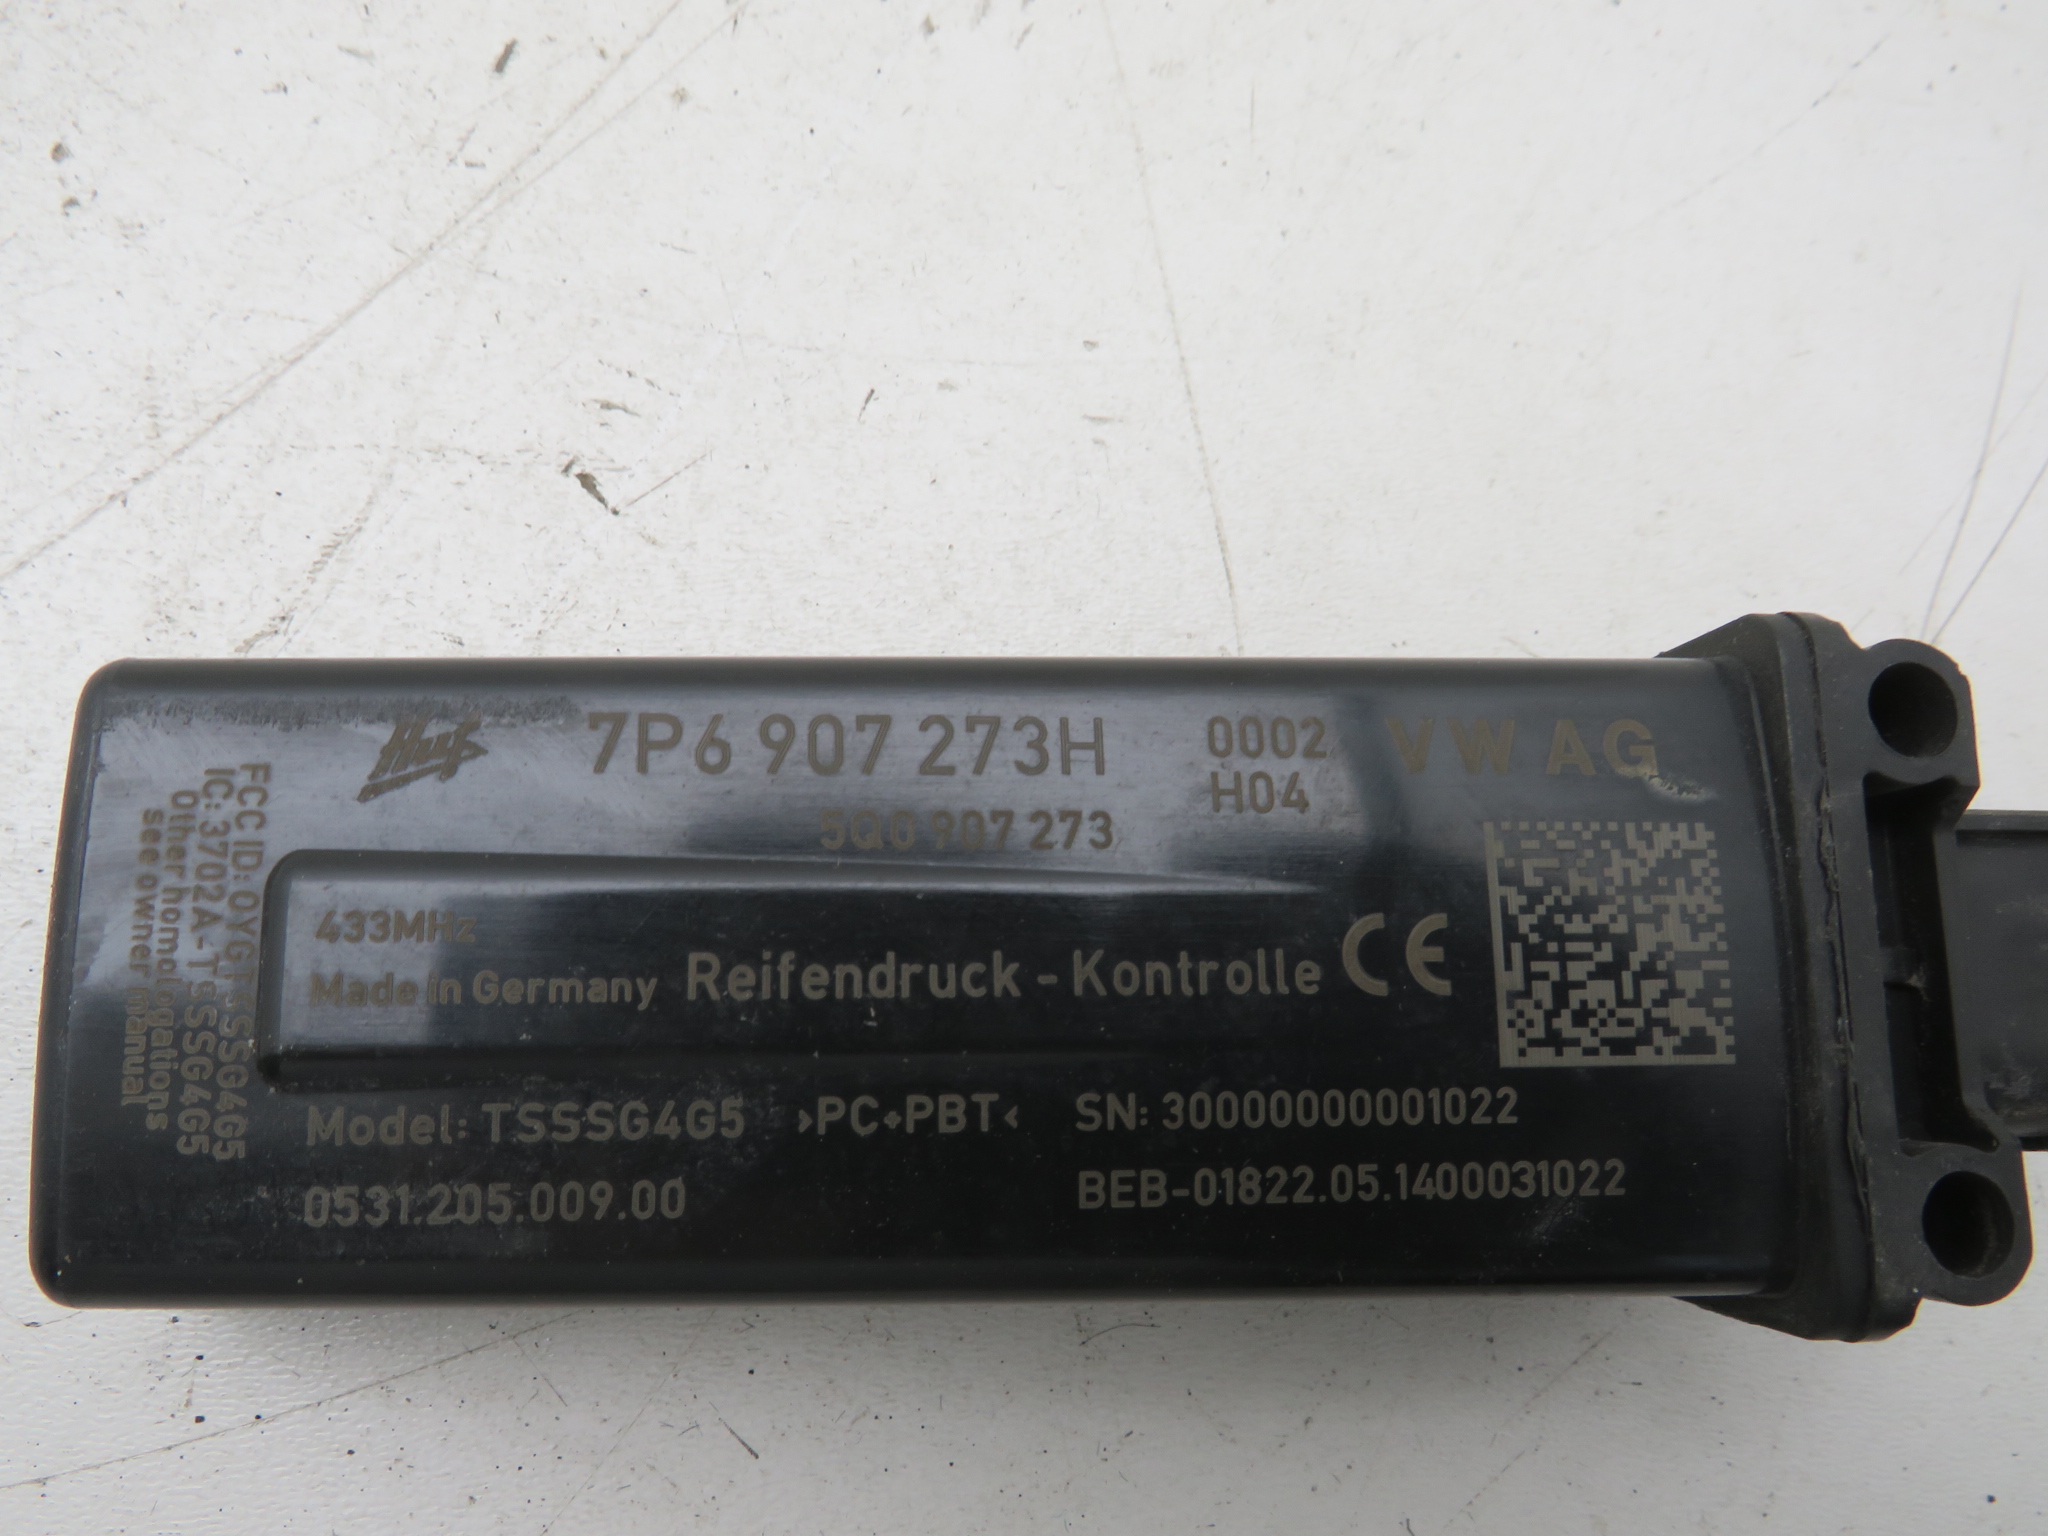 Huf 7P6 907 273H 0002 VW AG
H04
5Q0 907 273
433MHz
Made in Germany Reifendruck - Kontrolle CE
Model: TSSSG4G5 >PC+PBT< SN: 30000000001022
0531.205.009.00 BEB-01822.05.1400031022
FCC ID: OYGTSSSG4G5
IC: 3702A-TSSSG4G5
Other homologations
see owner manual